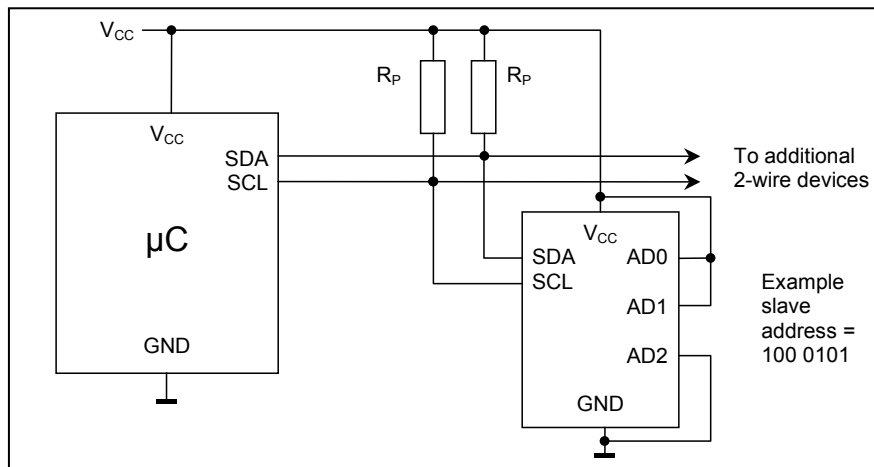 VCC
RP RP
VCC
SDA
SCL
µC
GND
To additional
2-wire devices
VCC
SDA
SCL
AD0
AD1
AD2
GND
Example
slave
address =
100 0101